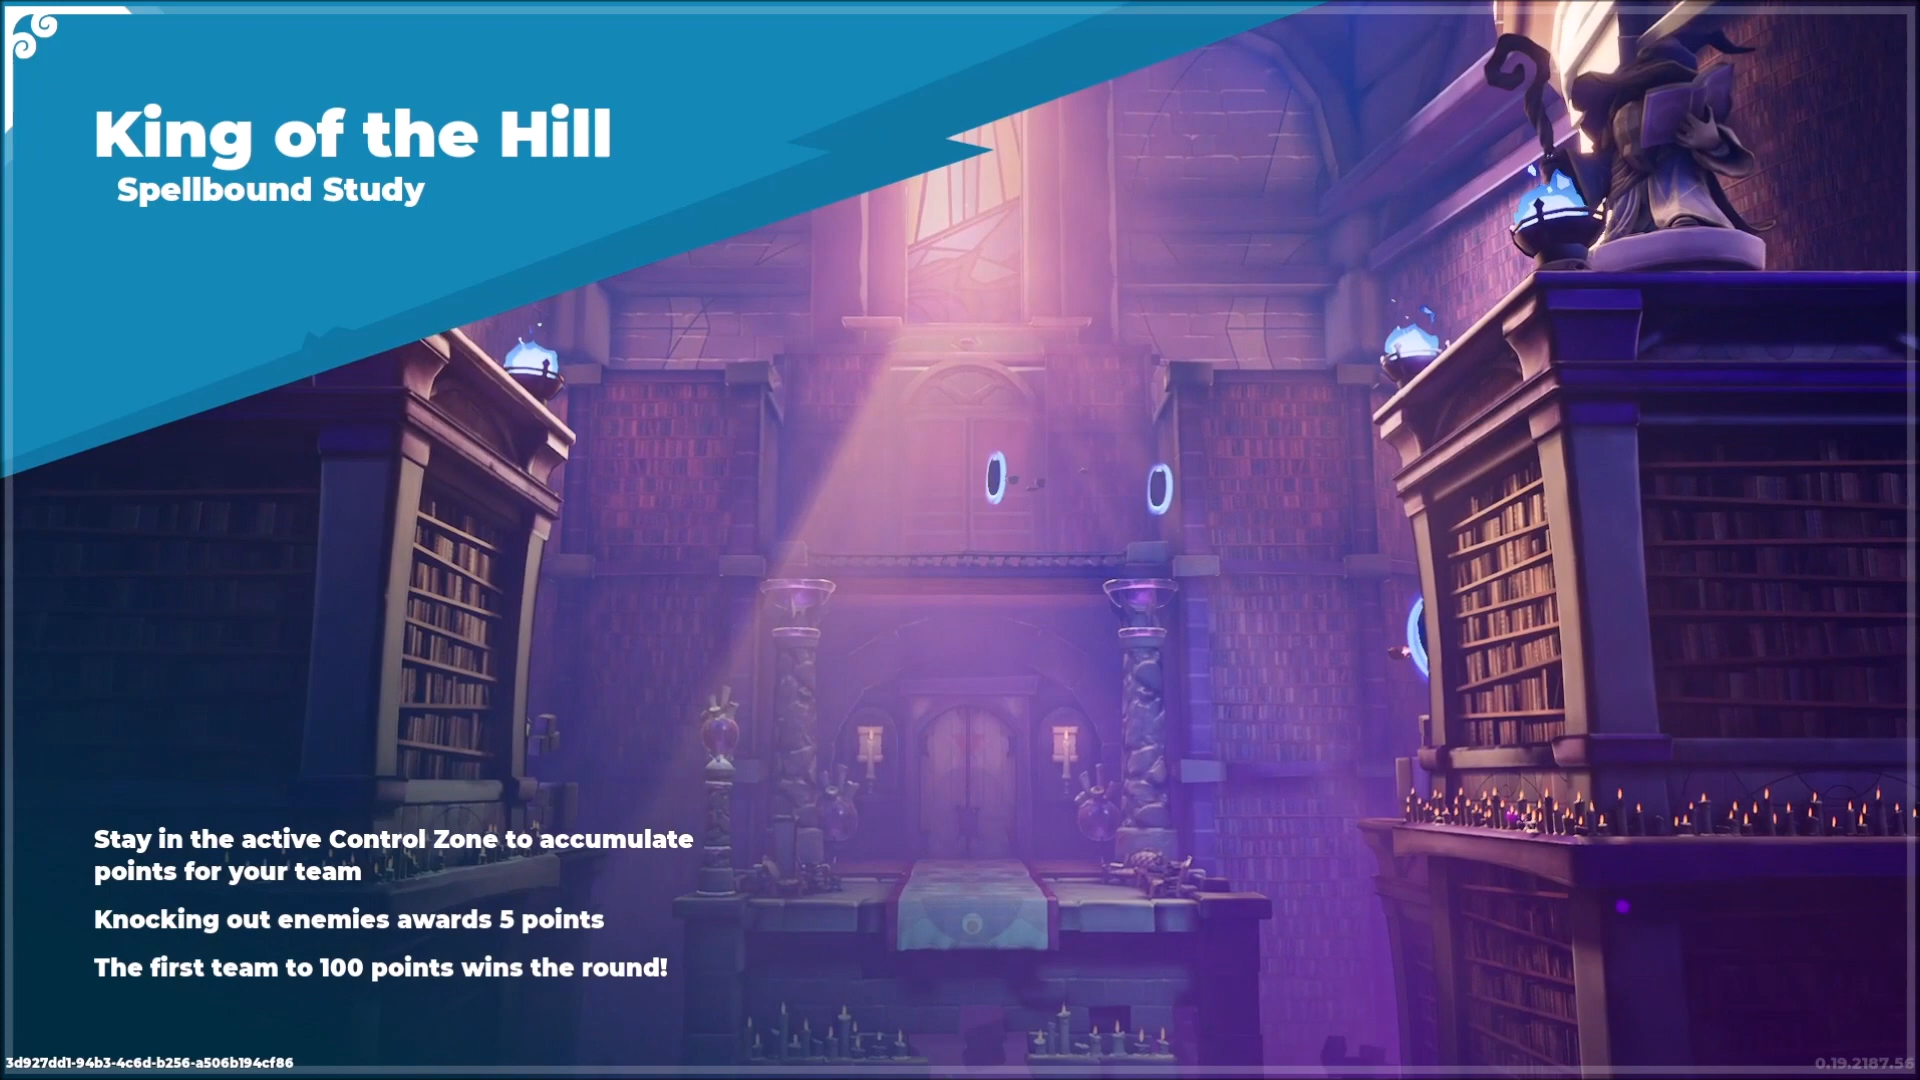 King of the Hill
Spellbound Study
Stay in the active Control Zone to accumulate
points for your team
Knocking out enemies awards 5 points
The first team to 100 points wins the round!
3d927dd1-94b3-4c6d-b256-a506b194cf86
0.19.2187.56